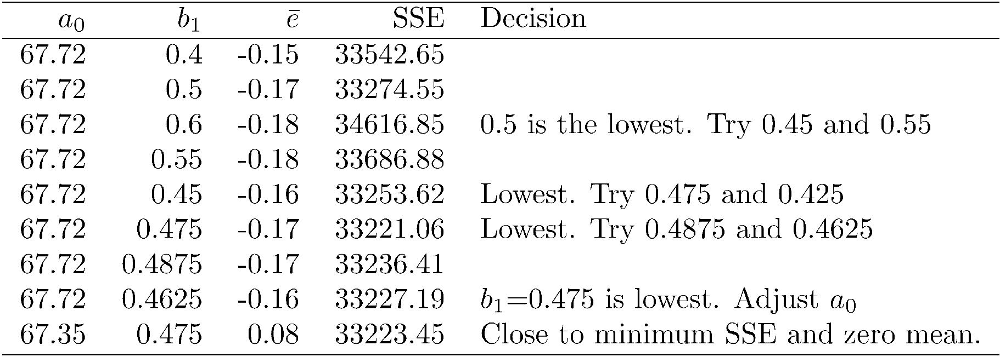 a₀ b₁ ē SSE Decision
67.72 0.4 -0.15 33542.65
67.72 0.5 -0.17 33274.55
67.72 0.6 -0.18 34616.85 0.5 is the lowest. Try 0.45 and 0.55
67.72 0.55 -0.18 33686.88
67.72 0.45 -0.16 33253.62 Lowest. Try 0.475 and 0.425
67.72 0.475 -0.17 33221.06 Lowest. Try 0.4875 and 0.4625
67.72 0.4875 -0.17 33236.41
67.72 0.4625 -0.16 33227.19 b₁=0.475 is lowest. Adjust a₀
67.35 0.475 0.08 33223.45 Close to minimum SSE and zero mean.